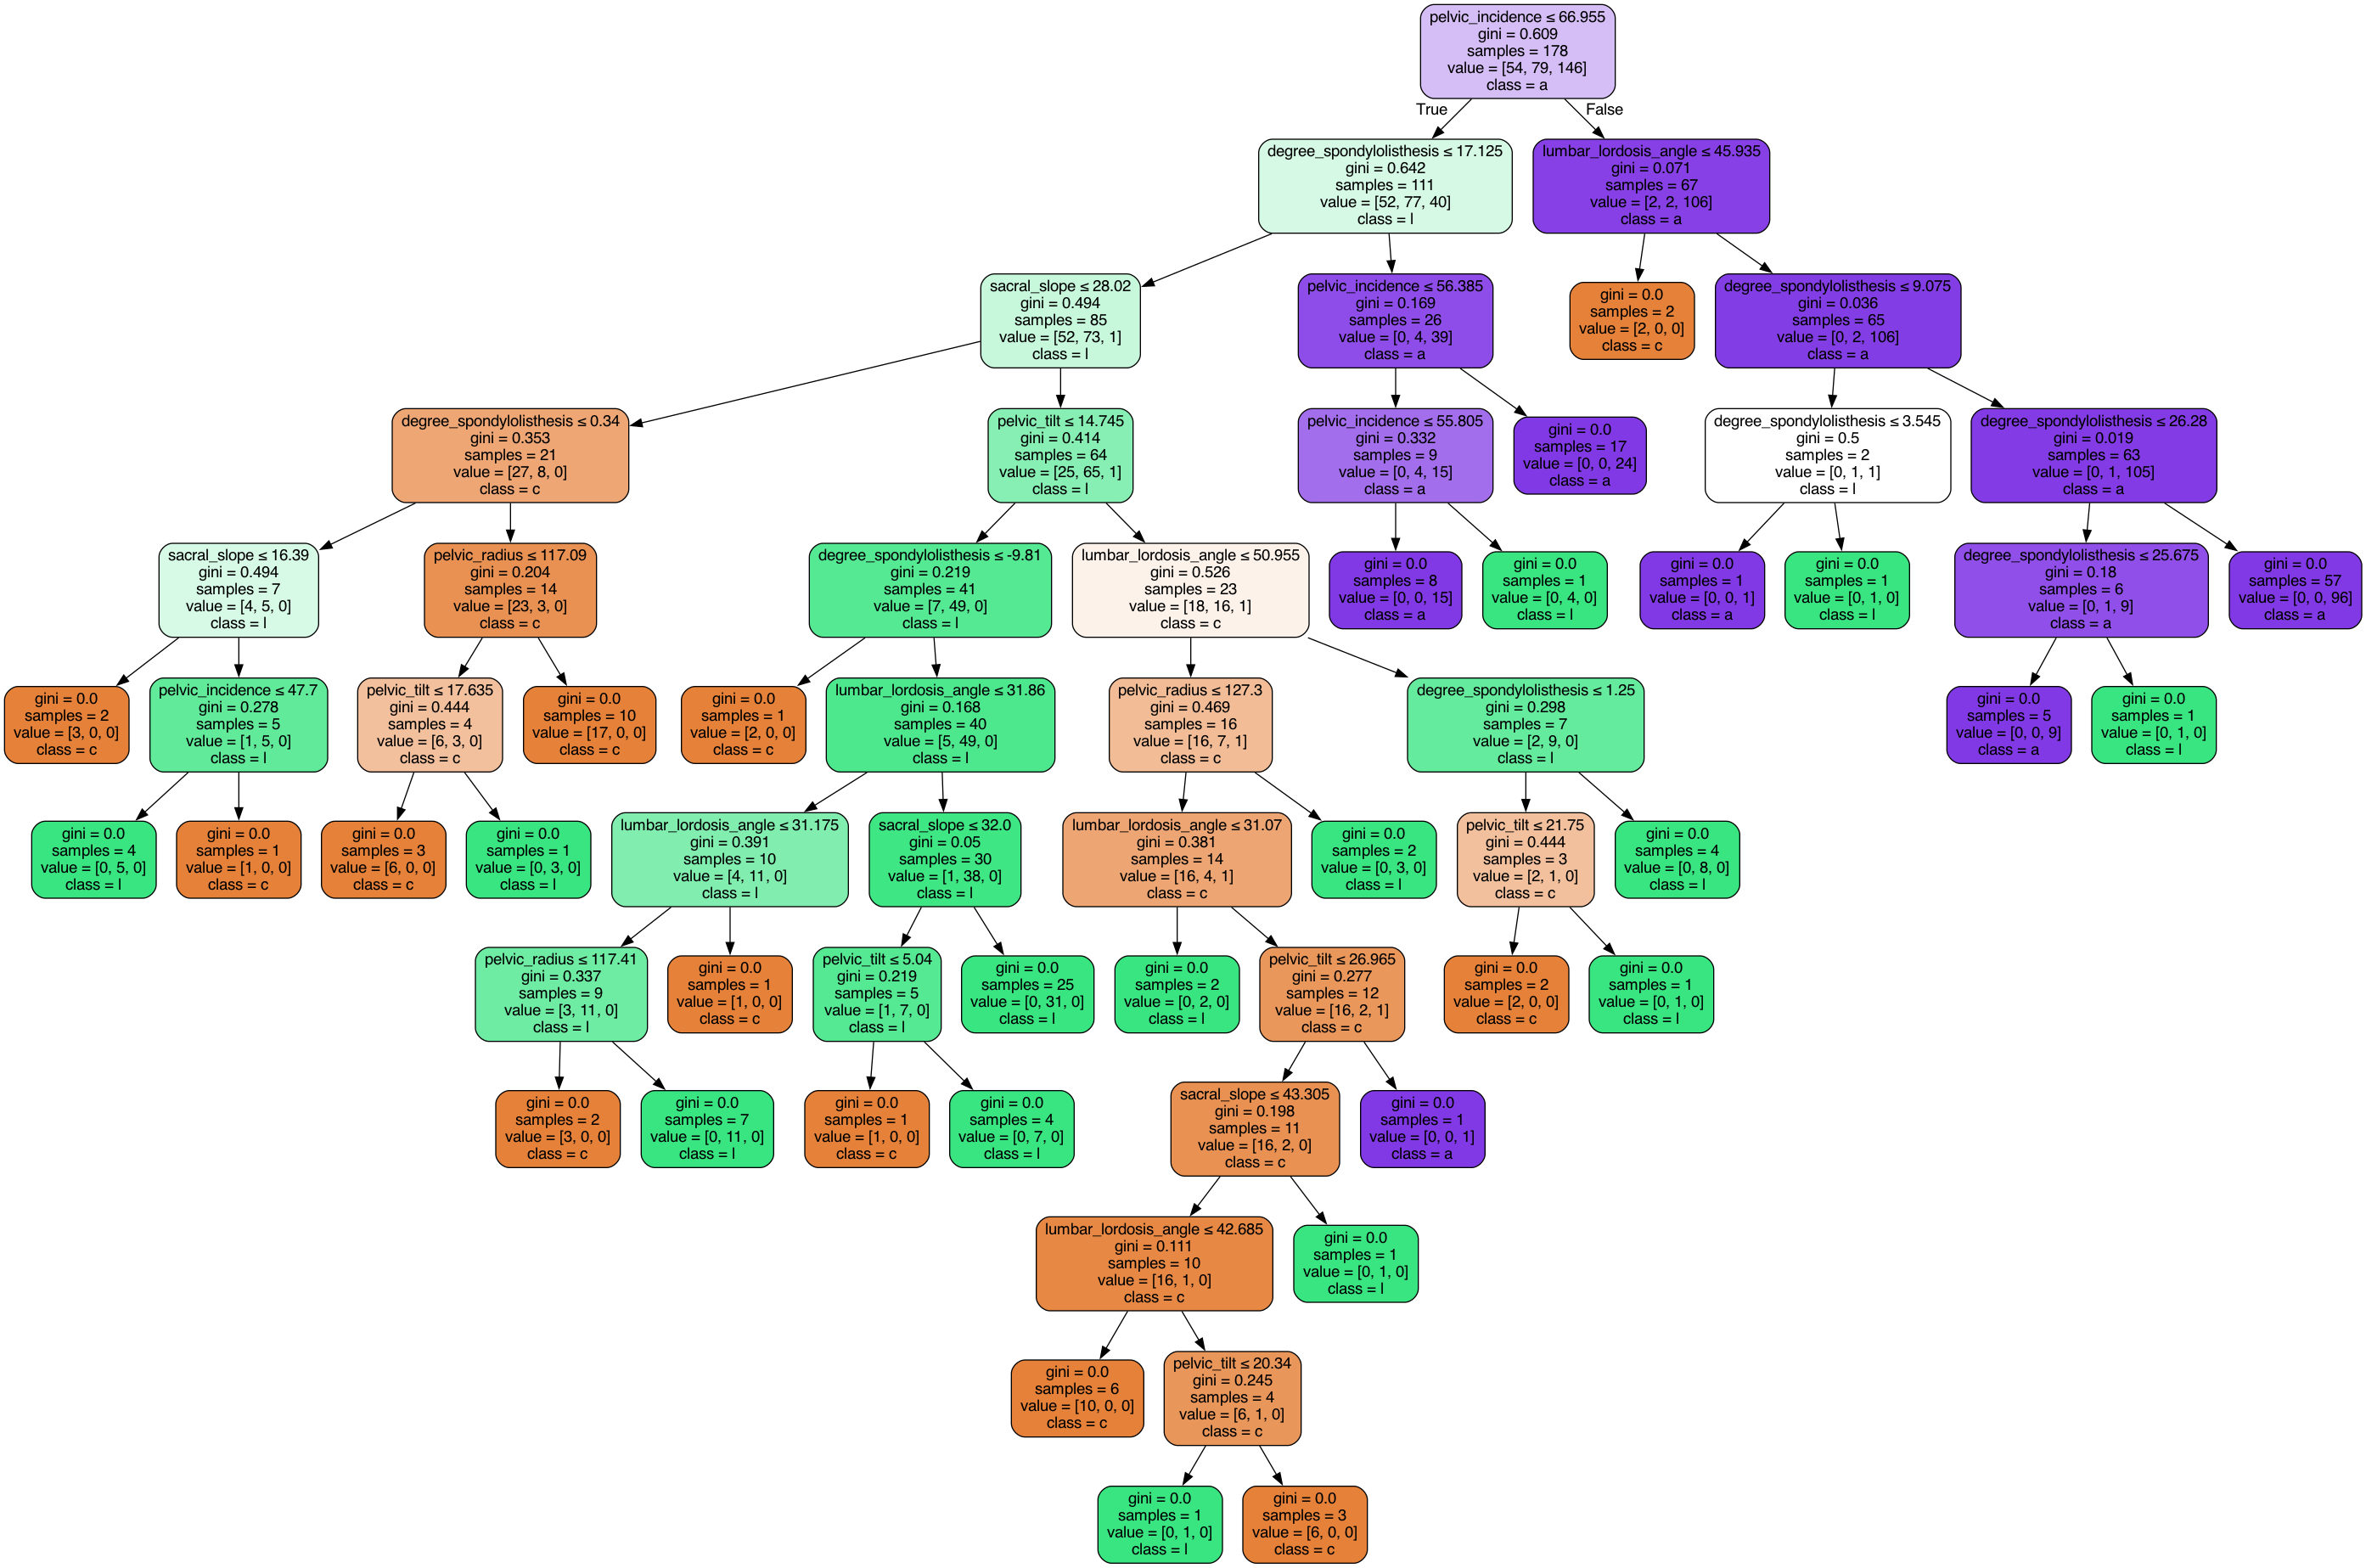 pelvic_incidence ≤ 66.955
gini = 0.609
samples = 178
value = [54, 79, 146]
class = a
True
False
degree_spondylolisthesis ≤ 17.125
gini = 0.642
samples = 111
value = [52, 77, 40]
class = l
lumbar_lordosis_angle ≤ 45.935
gini = 0.071
samples = 67
value = [2, 2, 106]
class = a
sacral_slope ≤ 28.02
gini = 0.494
samples = 85
value = [52, 73, 1]
class = l
pelvic_incidence ≤ 56.385
gini = 0.169
samples = 26
value = [0, 4, 39]
class = a
gini = 0.0
samples = 2
value = [2, 0, 0]
class = c
degree_spondylolisthesis ≤ 9.075
gini = 0.036
samples = 65
value = [0, 2, 106]
class = a
degree_spondylolisthesis ≤ 0.34
gini = 0.353
samples = 21
value = [27, 8, 0]
class = c
pelvic_tilt ≤ 14.745
gini = 0.414
samples = 64
value = [25, 65, 1]
class = l
pelvic_incidence ≤ 55.805
gini = 0.332
samples = 9
value = [0, 4, 15]
class = a
gini = 0.0
samples = 17
value = [0, 0, 24]
class = a
degree_spondylolisthesis ≤ 3.545
gini = 0.5
samples = 2
value = [0, 1, 1]
class = l
degree_spondylolisthesis ≤ 26.28
gini = 0.019
samples = 63
value = [0, 1, 105]
class = a
sacral_slope ≤ 16.39
gini = 0.494
samples = 7
value = [4, 5, 0]
class = l
pelvic_radius ≤ 117.09
gini = 0.204
samples = 14
value = [23, 3, 0]
class = c
degree_spondylolisthesis ≤ -9.81
gini = 0.219
samples = 41
value = [7, 49, 0]
class = l
lumbar_lordosis_angle ≤ 50.955
gini = 0.526
samples = 23
value = [18, 16, 1]
class = c
gini = 0.0
samples = 8
value = [0, 0, 15]
class = a
gini = 0.0
samples = 1
value = [0, 4, 0]
class = l
gini = 0.0
samples = 1
value = [0, 0, 1]
class = a
gini = 0.0
samples = 1
value = [0, 1, 0]
class = l
degree_spondylolisthesis ≤ 25.675
gini = 0.18
samples = 6
value = [0, 1, 9]
class = a
gini = 0.0
samples = 57
value = [0, 0, 96]
class = a
gini = 0.0
samples = 2
value = [3, 0, 0]
class = c
pelvic_incidence ≤ 47.7
gini = 0.278
samples = 5
value = [1, 5, 0]
class = l
pelvic_tilt ≤ 17.635
gini = 0.444
samples = 4
value = [6, 3, 0]
class = c
gini = 0.0
samples = 10
value = [17, 0, 0]
class = c
gini = 0.0
samples = 1
value = [2, 0, 0]
class = c
lumbar_lordosis_angle ≤ 31.86
gini = 0.168
samples = 40
value = [5, 49, 0]
class = l
pelvic_radius ≤ 127.3
gini = 0.469
samples = 16
value = [16, 7, 1]
class = c
degree_spondylolisthesis ≤ 1.25
gini = 0.298
samples = 7
value = [2, 9, 0]
class = l
gini = 0.0
samples = 5
value = [0, 0, 9]
class = a
gini = 0.0
samples = 1
value = [0, 1, 0]
class = l
gini = 0.0
samples = 4
value = [0, 5, 0]
class = l
gini = 0.0
samples = 1
value = [1, 0, 0]
class = c
gini = 0.0
samples = 3
value = [6, 0, 0]
class = c
gini = 0.0
samples = 1
value = [0, 3, 0]
class = l
lumbar_lordosis_angle ≤ 31.175
gini = 0.391
samples = 10
value = [4, 11, 0]
class = l
sacral_slope ≤ 32.0
gini = 0.05
samples = 30
value = [1, 38, 0]
class = l
lumbar_lordosis_angle ≤ 31.07
gini = 0.381
samples = 14
value = [16, 4, 1]
class = c
gini = 0.0
samples = 2
value = [0, 3, 0]
class = l
pelvic_tilt ≤ 21.75
gini = 0.444
samples = 3
value = [2, 1, 0]
class = c
gini = 0.0
samples = 4
value = [0, 8, 0]
class = l
pelvic_radius ≤ 117.41
gini = 0.337
samples = 9
value = [3, 11, 0]
class = l
gini = 0.0
samples = 1
value = [1, 0, 0]
class = c
pelvic_tilt ≤ 5.04
gini = 0.219
samples = 5
value = [1, 7, 0]
class = l
gini = 0.0
samples = 25
value = [0, 31, 0]
class = l
gini = 0.0
samples = 2
value = [0, 2, 0]
class = l
pelvic_tilt ≤ 26.965
gini = 0.277
samples = 12
value = [16, 2, 1]
class = c
gini = 0.0
samples = 2
value = [2, 0, 0]
class = c
gini = 0.0
samples = 1
value = [0, 1, 0]
class = l
gini = 0.0
samples = 2
value = [3, 0, 0]
class = c
gini = 0.0
samples = 7
value = [0, 11, 0]
class = l
gini = 0.0
samples = 1
value = [1, 0, 0]
class = c
gini = 0.0
samples = 4
value = [0, 7, 0]
class = l
sacral_slope ≤ 43.305
gini = 0.198
samples = 11
value = [16, 2, 0]
class = c
gini = 0.0
samples = 1
value = [0, 0, 1]
class = a
lumbar_lordosis_angle ≤ 42.685
gini = 0.111
samples = 10
value = [16, 1, 0]
class = c
gini = 0.0
samples = 1
value = [0, 1, 0]
class = l
gini = 0.0
samples = 6
value = [10, 0, 0]
class = c
pelvic_tilt ≤ 20.34
gini = 0.245
samples = 4
value = [6, 1, 0]
class = c
gini = 0.0
samples = 1
value = [0, 1, 0]
class = l
gini = 0.0
samples = 3
value = [6, 0, 0]
class = c